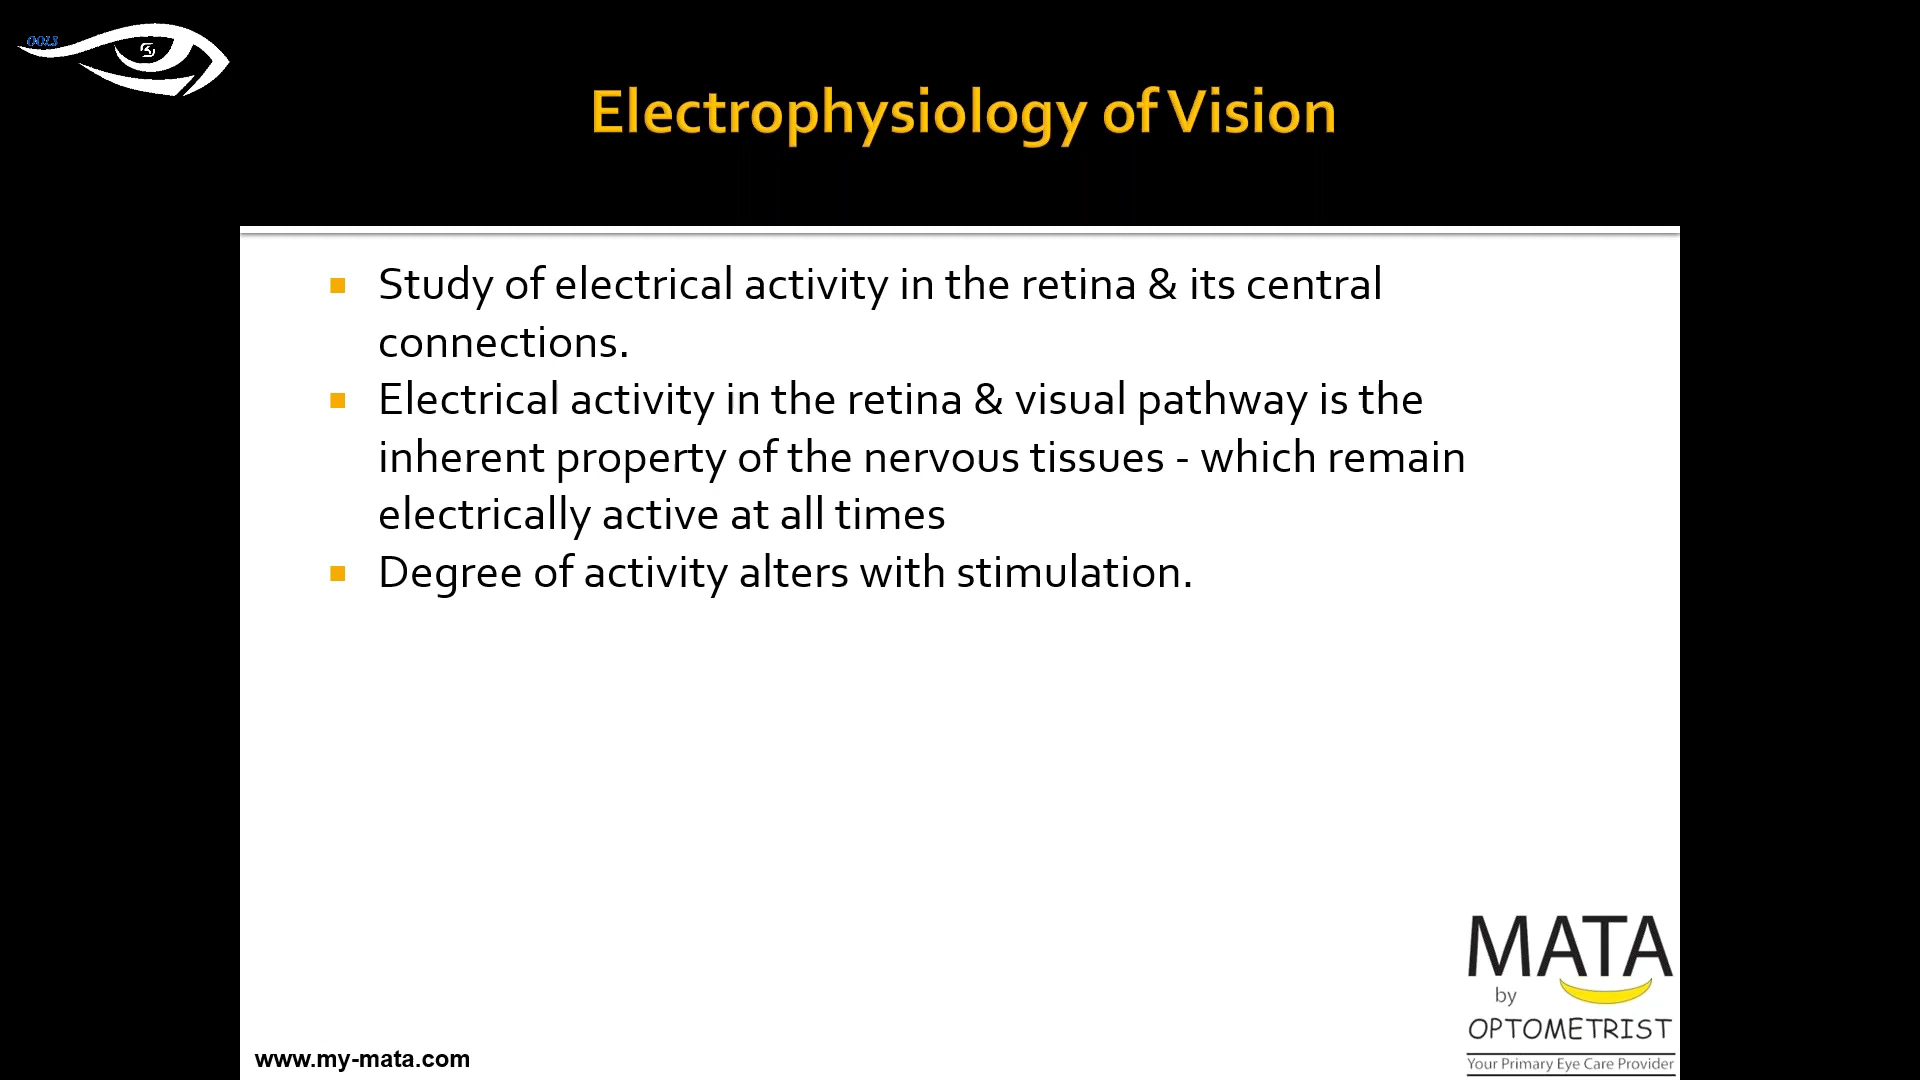 OOLS
Electrophysiology of Vision
Study of electrical activity in the retina & its central
connections.
Electrical activity in the retina & visual pathway is the
inherent property of the nervous tissues - which remain
electrically active at all times
Degree of activity alters with stimulation.
MATA
by
OPTOMETRIST
Your Primary Eye Care Provider
www.my-mata.com